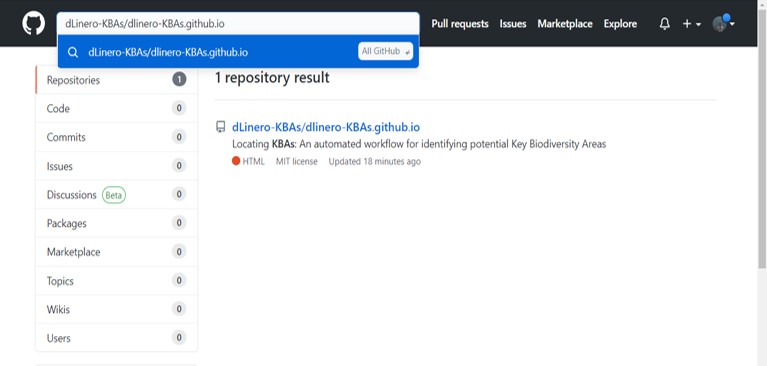 dLinero-KBAs/dlinero-KBAs.github.io
Pull requests Issues Marketplace Explore
dLinero-KBAs/dlinero-KBAs.github.io All GitHub
Repositories 1
Code 0
Commits 0
Issues 0
Discussions Beta 0
Packages 0
Marketplace 0
Topics 0
Wikis 0
Users 0
1 repository result
dLinero-KBAs/dlinero-KBAs.github.io
Locating KBAs: An automated workflow for identifying potential Key Biodiversity Areas
HTML MIT license Updated 18 minutes ago